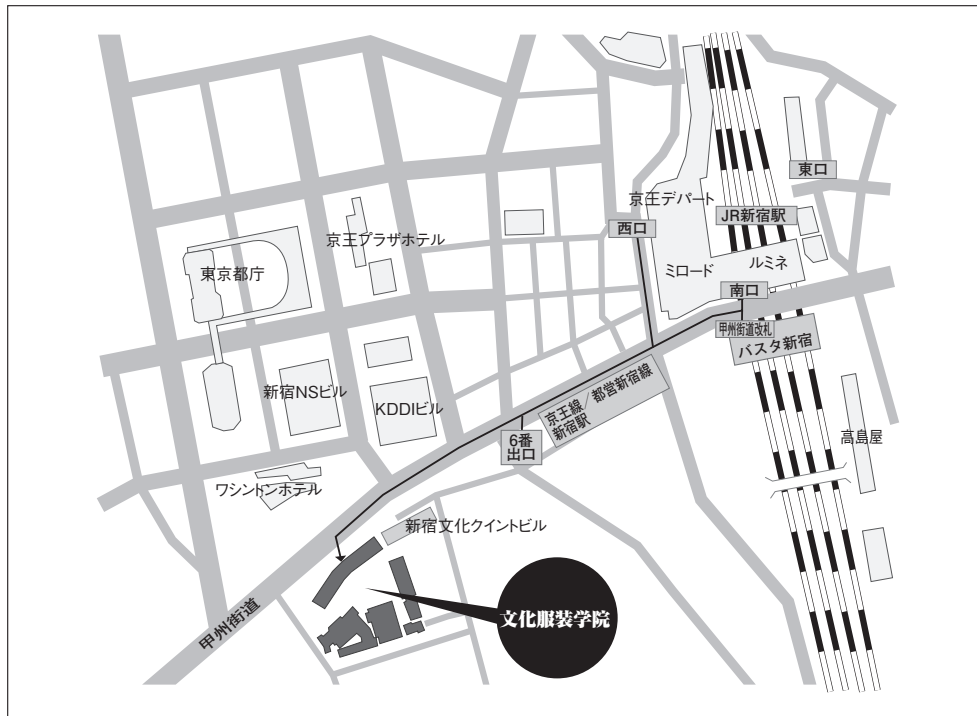 東口
京王デパート
JR新宿駅
西口
京王プラザホテル
東京都庁
ミロード
ルミネ
南口
甲州街道改札
バスタ新宿
新宿NSビル
KDDIビル
京王線／都営新宿線
新宿駅
高島屋
6番
出口
ワシントンホテル
新宿文化クイントビル
甲州街道
文化服装学院